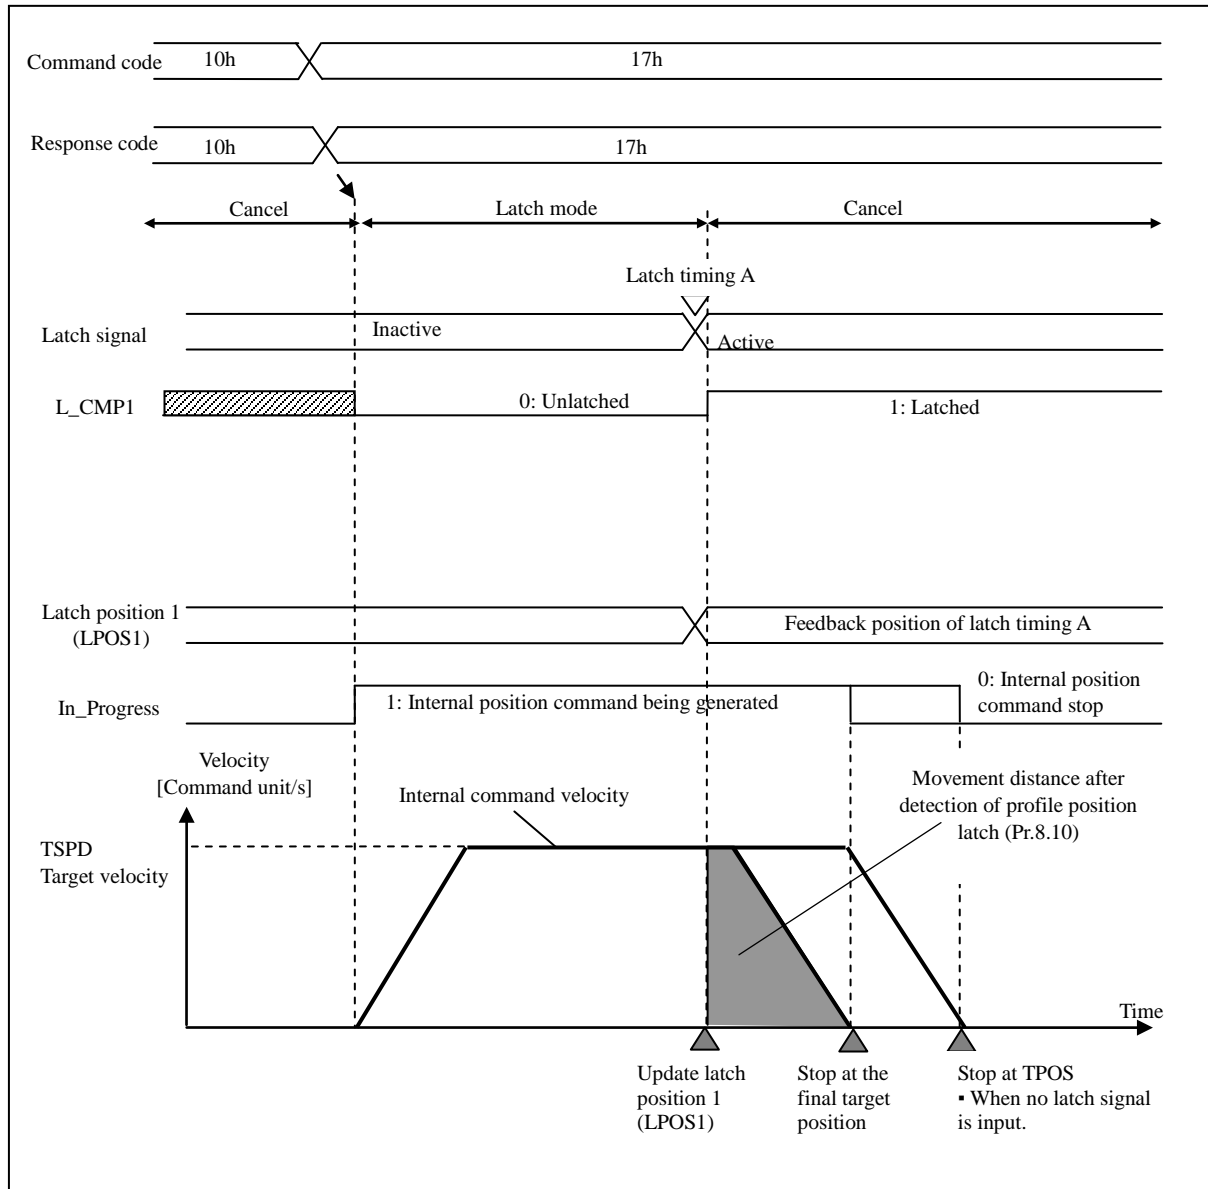 Command code
10h
17h
Response code
10h
17h
Cancel
Latch mode
Cancel
Latch timing A
Latch signal
Inactive
Active
L_CMP1
0: Unlatched
1: Latched
Latch position 1
(LPOS1)
Feedback position of latch timing A
In_Progress
1: Internal position command being generated
0: Internal position
command stop
Velocity
[Command unit/s]
Internal command velocity
Movement distance after
detection of profile position
latch (Pr.8.10)
TSPD
Target velocity
Time
Update latch
position 1
(LPOS1)
Stop at the
final target
position
Stop at TPOS
▪ When no latch signal
is input.